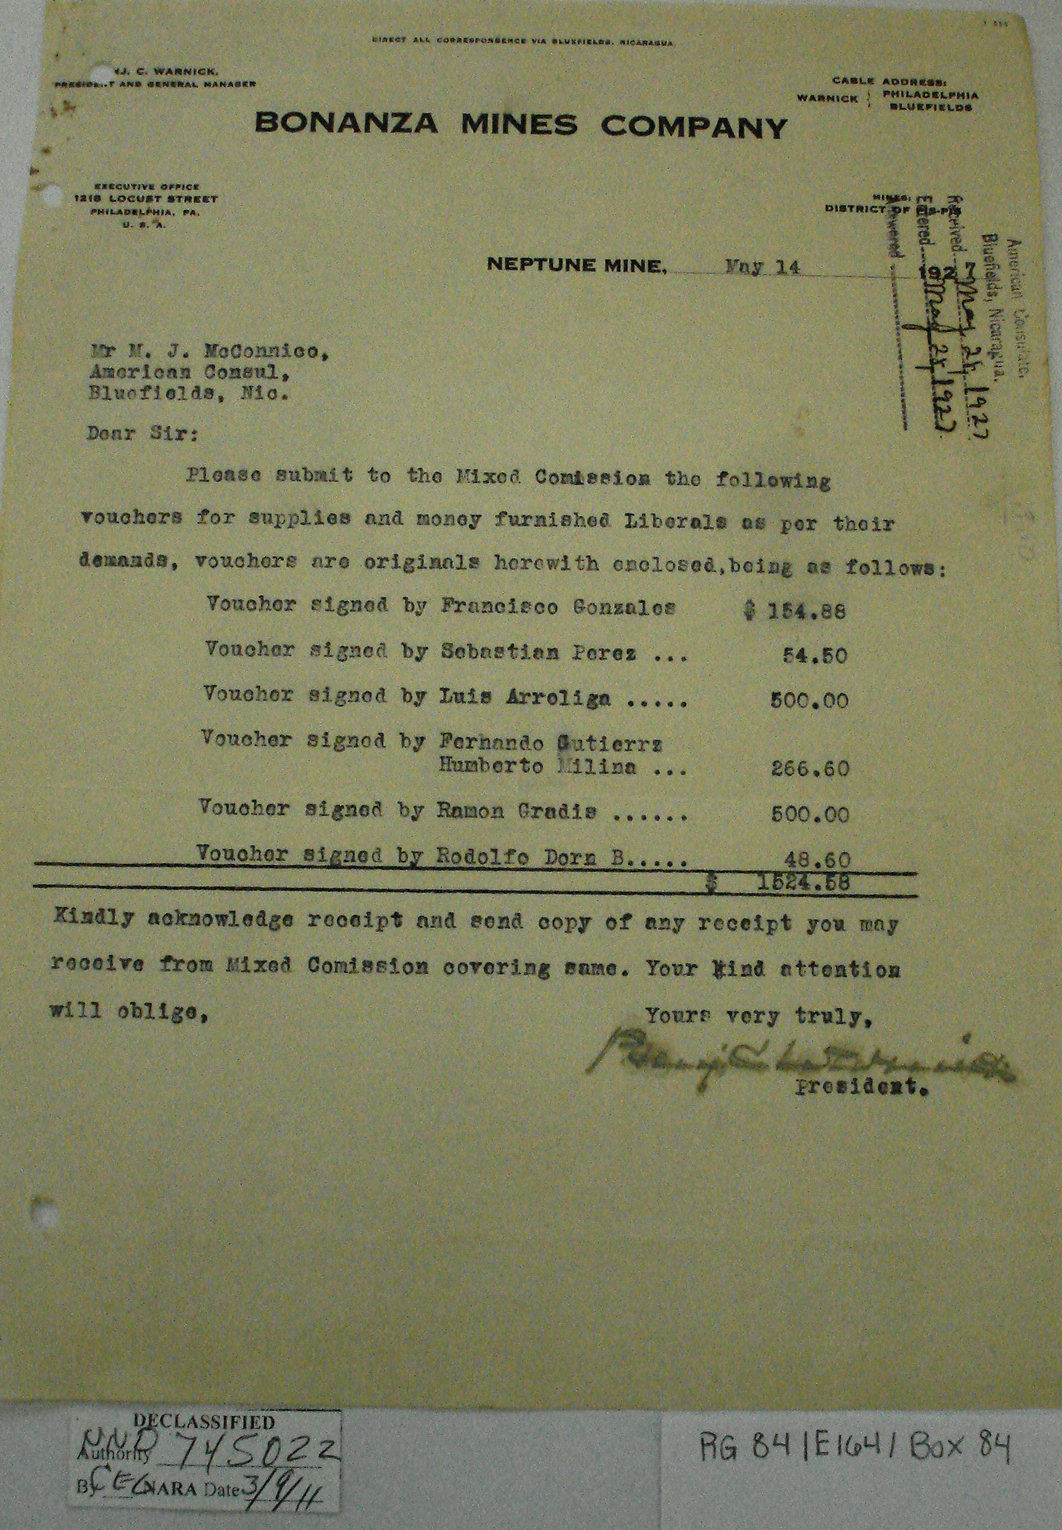 DIRECT ALL CORRESPONDENCE VIA BLUEFIELDS, NICARAGUA
J. C. WARNICK,
PRESIDENT AND GENERAL MANAGER
CABLE ADDRESS:
WARNICK PHILADELPHIA
BLUEFIELDS
BONANZA MINES COMPANY
EXECUTIVE OFFICE
1218 LOCUST STREET
PHILADELPHIA, PA.
U. S. A.
MINES:
DISTRICT OF PIS-PIS
NEPTUNE MINE, May 14 1927
American Consulate,
Bluefields, Nicaragua.
Received May 24, 1927
Entered May 24, 1927
Answered
Mr M. J. McConnico,
American Consul,
Bluefields, Nic.
Dear Sir:
Please submit to the Mixed Comission the following
vouchers for supplies and money furnished Liberals as per their
demands, vouchers are originals herewith enclosed,being as follows:
Voucher signed by Francisco Gonzales $ 154.88
Voucher signed by Sebastian Perez ... 54.50
Voucher signed by Luis Arroliga ..... 500.00
Voucher signed by Fernando Gutierrz
Humberto Milina ... 266.60
Voucher signed by Ramon Gradis ...... 500.00
Voucher signed by Rodolfo Dorn B..... 48.60
$ 1524.58
Kindly acknowledge receipt and send copy of any receipt you may
receive from Mixed Comission covering same. Your kind attention
will oblige,
Yours very truly,
President.
DECLASSIFIED
Authority NND 745022
By NARA Date 3/9/11
RG 84 | E164 | Box 84